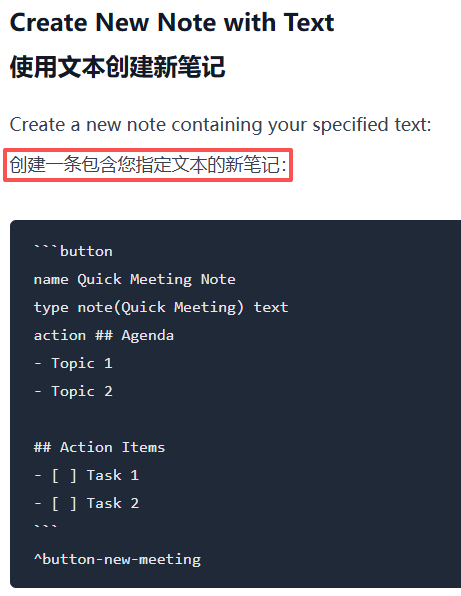 Create New Note with Text
使用文本创建新笔记
Create a new note containing your specified text:
创建一条包含您指定文本的新笔记：
```button
name Quick Meeting Note
type note(Quick Meeting) text
action ## Agenda
- Topic 1
- Topic 2

## Action Items
- [ ] Task 1
- [ ] Task 2
```
^button-new-meeting